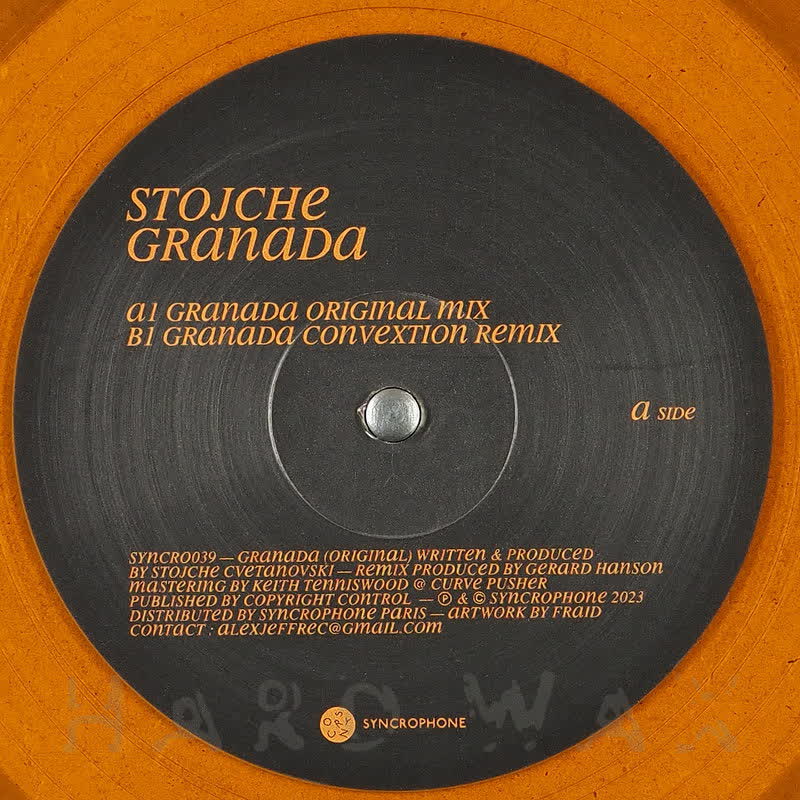 STOJCHe
GRanaDa
a1 GRanaDa ORIGInaL mIX
B1 GRanaDa COnVeXTIOn RemIX
a SIDe
SYnCRO039 — GRanaDa (ORIGInaL) WRITTen & PRODUCeD
BY STOJCHe CVeTanOVSKI — RemIX PRODUCeD BY GeRaRD HanSOn
maSTeRInG BY KeITH TennISWOOD @ CURVe PUSHeR
PUBLISHeD BY COPYRIGHT COnTROL — ℗ & © SYnCROPHOne 2023
DISTRIBUTeD BY SYnCROPHOne PaRIS — aRTWORK BY FRaID
COnTaCT : aLeXJeFFReC@GmaIL.COm
HARD WAX
SYNCROPHONE